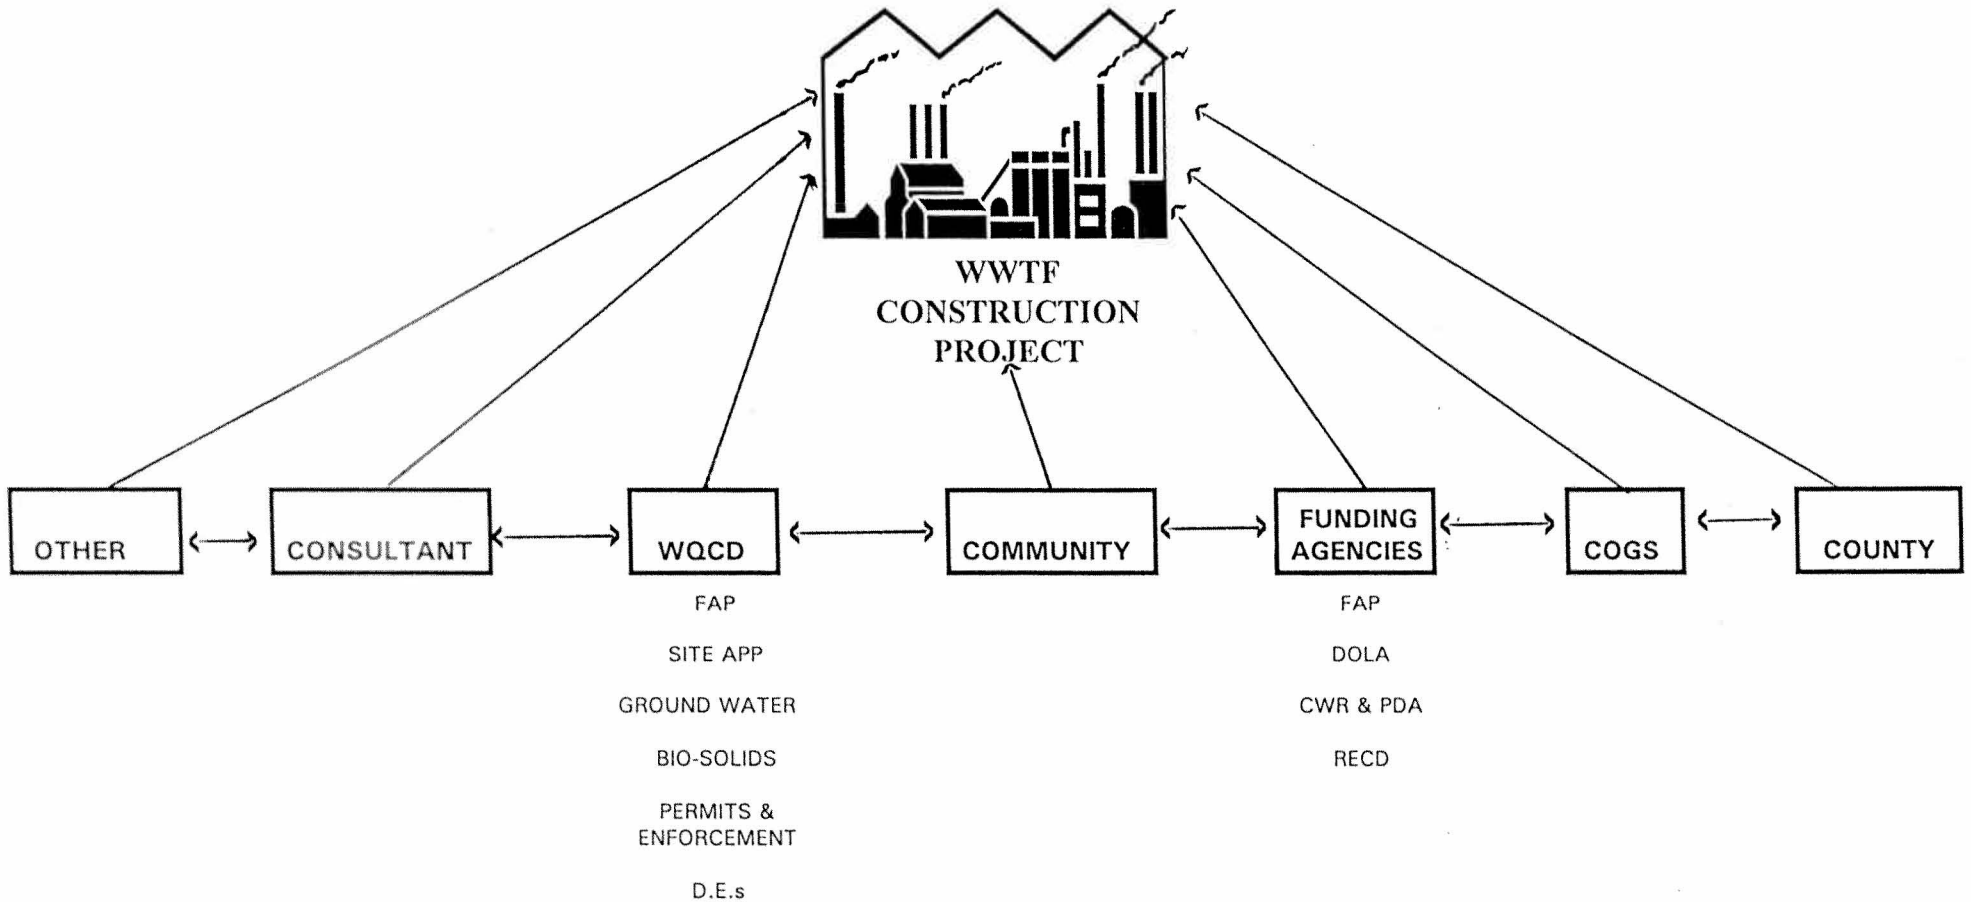 WWTF
CONSTRUCTION
PROJECT
OTHER
CONSULTANT
WQCD
COMMUNITY
FUNDING
AGENCIES
COGS
COUNTY
FAP
SITE APP
GROUND WATER
BIO-SOLIDS
PERMITS &
ENFORCEMENT
D.E.s
FAP
DOLA
CWR & PDA
RECD